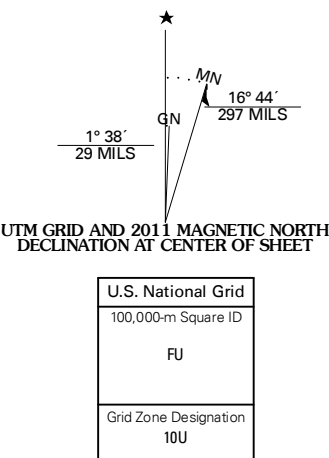 MN
16° 44´
297 MILS
GN
1° 38´
29 MILS
UTM GRID AND 2011 MAGNETIC NORTH
DECLINATION AT CENTER OF SHEET
U.S. National Grid
100,000-m Square ID
FU
Grid Zone Designation
10U